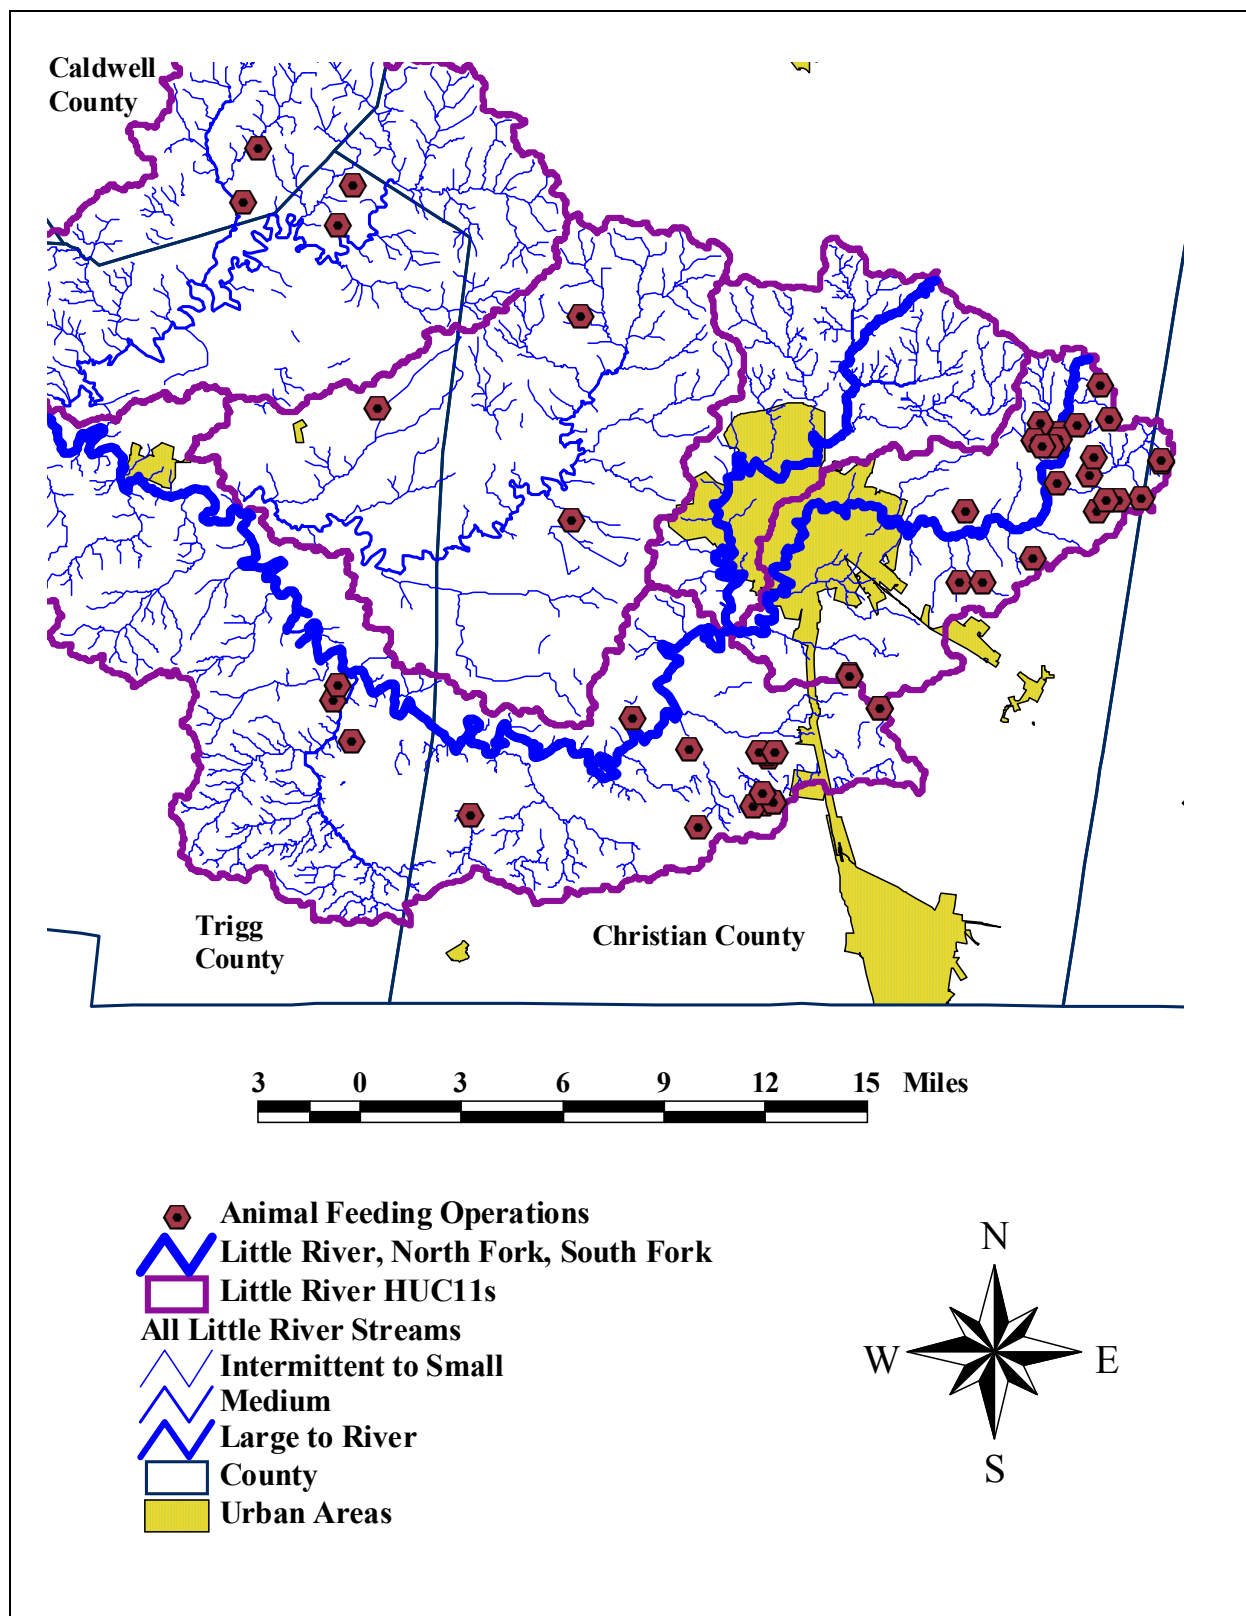 Caldwell
County
Trigg
County
Christian County
3 0 3 6 9 12 15 Miles
Animal Feeding Operations
Little River, North Fork, South Fork
Little River HUC11s
All Little River Streams
Intermittent to Small
Medium
Large to River
County
Urban Areas
N
W E
S